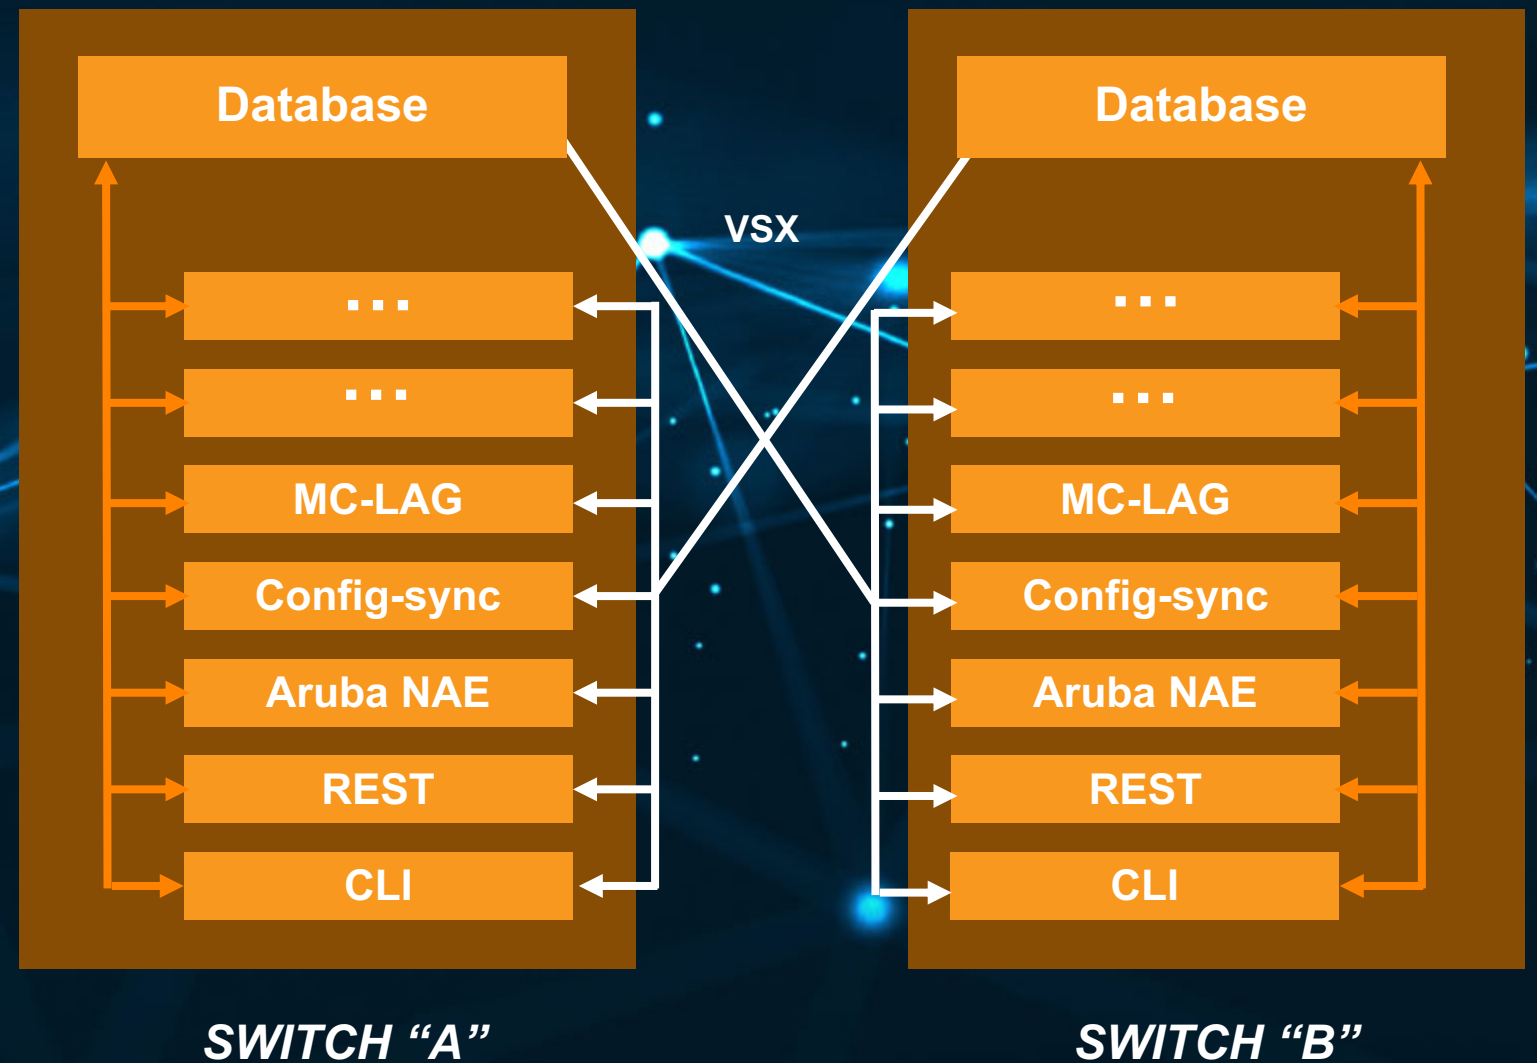 Database
...
...
MC-LAG
Config-sync
Aruba NAE
REST
CLI
SWITCH “A”
VSX
Database
...
...
MC-LAG
Config-sync
Aruba NAE
REST
CLI
SWITCH “B”